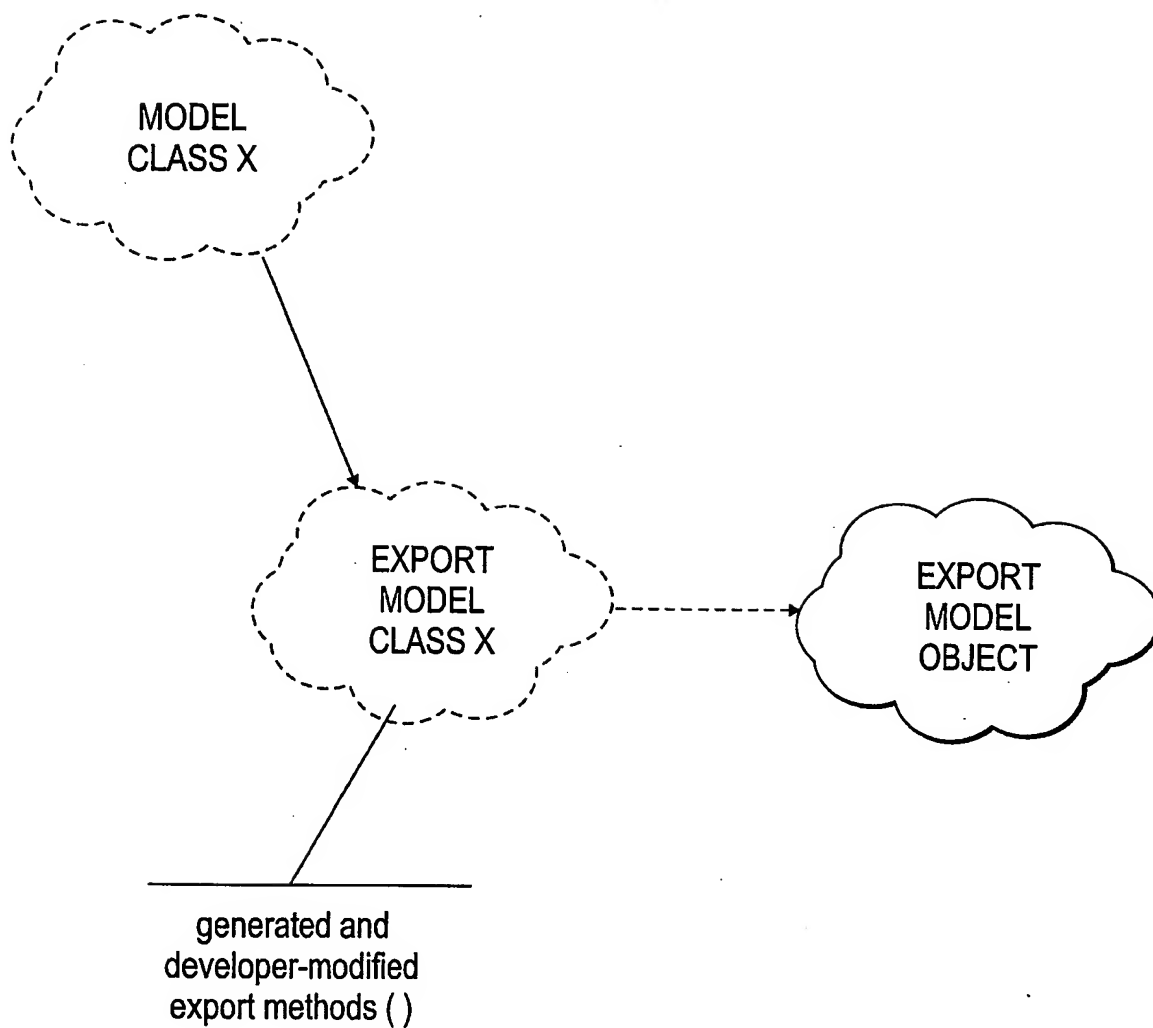 MODEL
CLASS X
EXPORT
MODEL
CLASS X
EXPORT
MODEL
OBJECT
generated and
developer-modified
export methods ( )